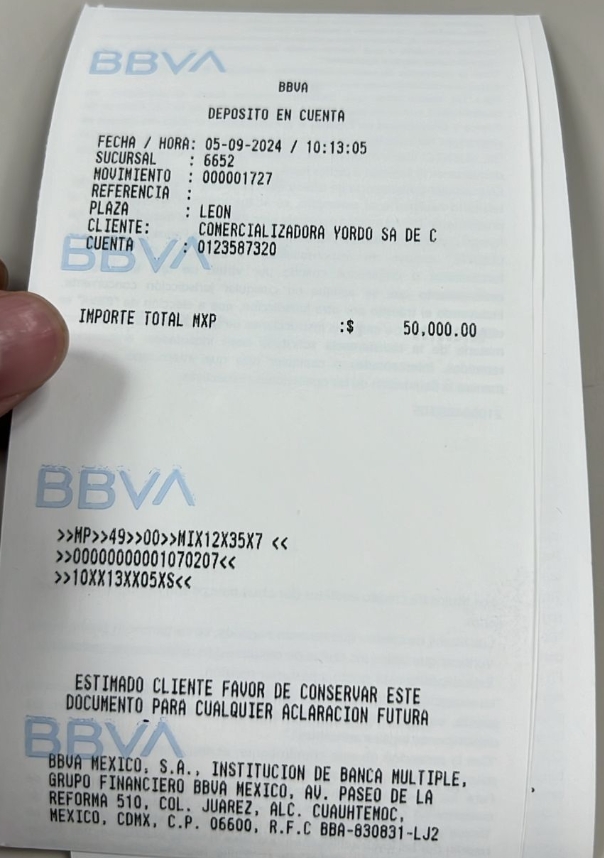 BBVA
BBVA
DEPOSITO EN CUENTA
FECHA / HORA: 05-09-2024 / 10:13:05
SUCURSAL : 6652
MOVIMIENTO : 000001727
REFERENCIA :
PLAZA : LEON
CLIENTE: COMERCIALIZADORA YORDO SA DE C
CUENTA : 0123587320
BBVA
IMPORTE TOTAL MXP :$ 50,000.00
BBVA
>>MP>>49>>00>>MIX12X35X7 <<
>>00000000001070207<<
>>10XX13XX05XS<<
ESTIMADO CLIENTE FAVOR DE CONSERVAR ESTE
DOCUMENTO PARA CUALQUIER ACLARACION FUTURA
BBVA
BBVA MEXICO, S.A., INSTITUCION DE BANCA MULTIPLE,
GRUPO FINANCIERO BBVA MEXICO, AV. PASEO DE LA
REFORMA 510, COL. JUAREZ, ALC. CUAUHTEMOC,
MEXICO, CDMX, C.P. 06600, R.F.C BBA-830831-LJ2